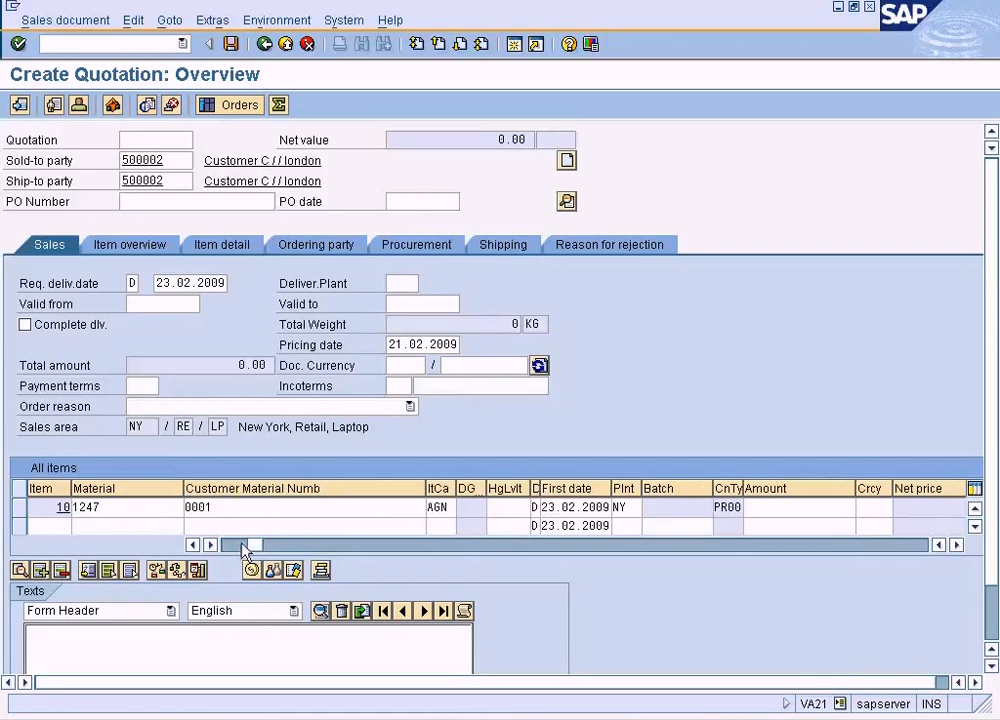 Sales document Edit Goto Extras Environment System Help
SAP
Create Quotation: Overview
Orders
Quotation Net value 0.00
Sold-to party 500002 Customer C // london
Ship-to party 500002 Customer C // london
PO Number PO date
Sales Item overview Item detail Ordering party Procurement Shipping Reason for rejection
Req. deliv.date D 23.02.2009 Deliver.Plant
Valid from Valid to
Complete dlv. Total Weight 0 KG
Pricing date 21.02.2009
Total amount 0.00 Doc. Currency /
Payment terms Incoterms
Order reason
Sales area NY / RE / LP New York, Retail, Laptop
All items
Item Material Customer Material Numb ItCa DG... HgLvIt D First date Plnt Batch CnTy Amount Crcy Net price
10 1247 0001 AGN D 23.02.2009 NY PR00
D 23.02.2009
Texts
Form Header English
VA21 sapserver INS